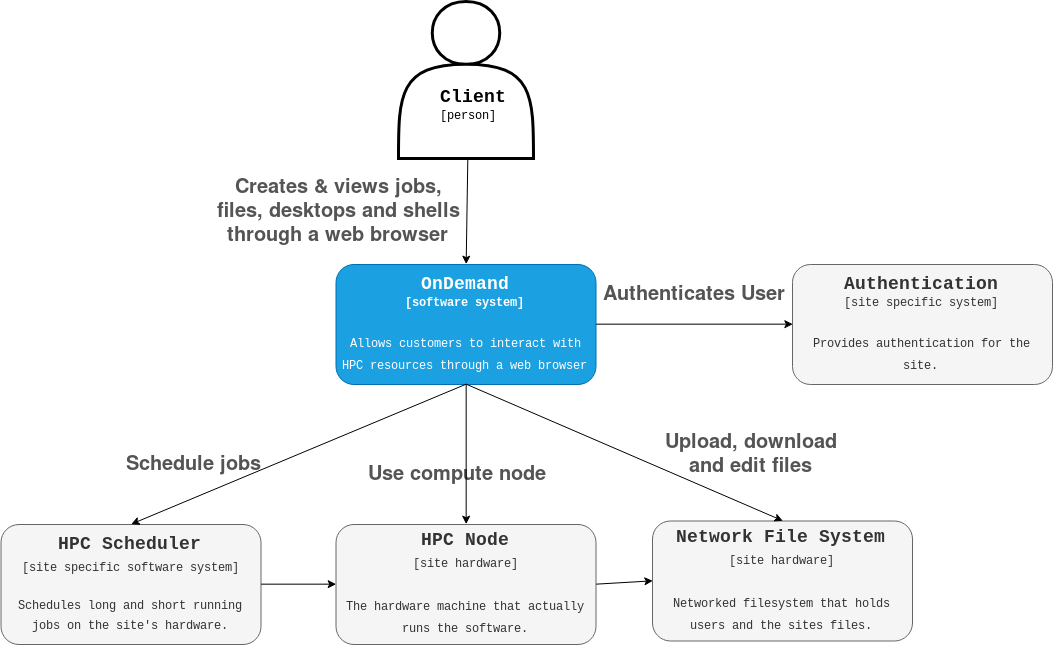 Client
[person]
Creates & views jobs,
files, desktops and shells
through a web browser
OnDemand
[software system]
Allows customers to interact with
HPC resources through a web browser
Authenticates User
Authentication
[site specific system]
Provides authentication for the
site.
Schedule jobs
Use compute node
Upload, download
and edit files
HPC Scheduler
[site specific software system]
Schedules long and short running
jobs on the site's hardware.
HPC Node
[site hardware]
The hardware machine that actually
runs the software.
Network File System
[site hardware]
Networked filesystem that holds
users and the sites files.